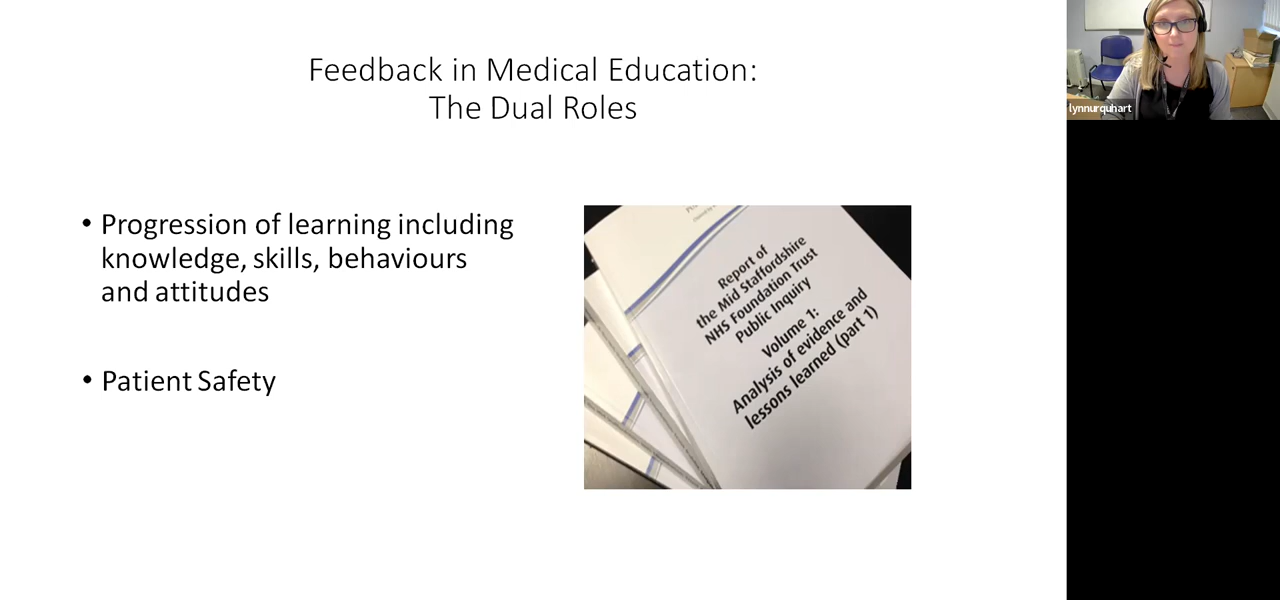 Feedback in Medical Education:
The Dual Roles
• Progression of learning including
knowledge, skills, behaviours
and attitudes
• Patient Safety
Report of
the Mid Staffordshire
NHS Foundation Trust
Public Inquiry
Volume 1:
Analysis of evidence and
lessons learned (part 1)
lynnurquhart